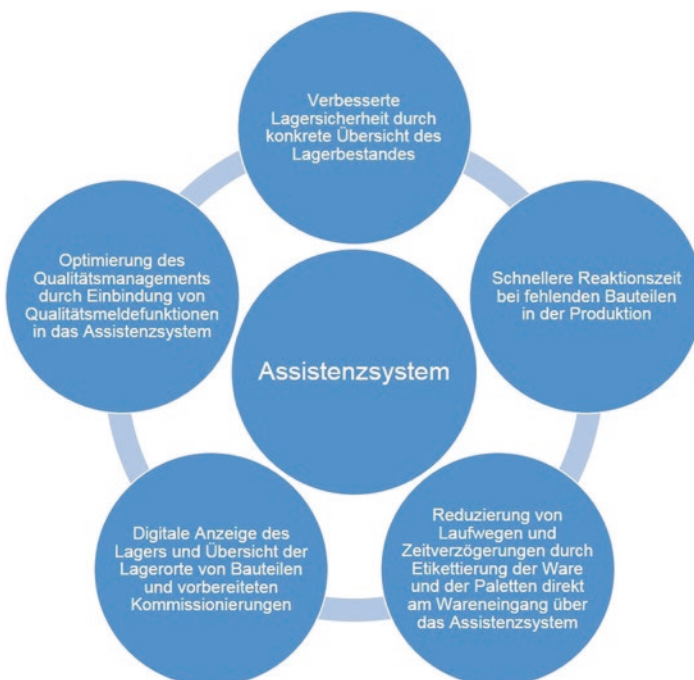 Verbesserte
Lagersicherheit durch
konkrete Übersicht des
Lagerbestandes
Optimierung des
Qualitätsmanagements
durch Einbindung von
Qualitätsmeldefunktionen
in das Assistenzsystem
Schnellere Reaktionszeit
bei fehlenden Bauteilen
in der Produktion
Assistenzsystem
Digitale Anzeige des
Lagers und Übersicht der
Lagerorte von Bauteilen
und vorbereiteten
Kommissionierungen
Reduzierung von
Laufwegen und
Zeitverzögerungen durch
Etikettierung der Ware
und der Paletten direkt
am Wareneingang über
das Assistenzsystem